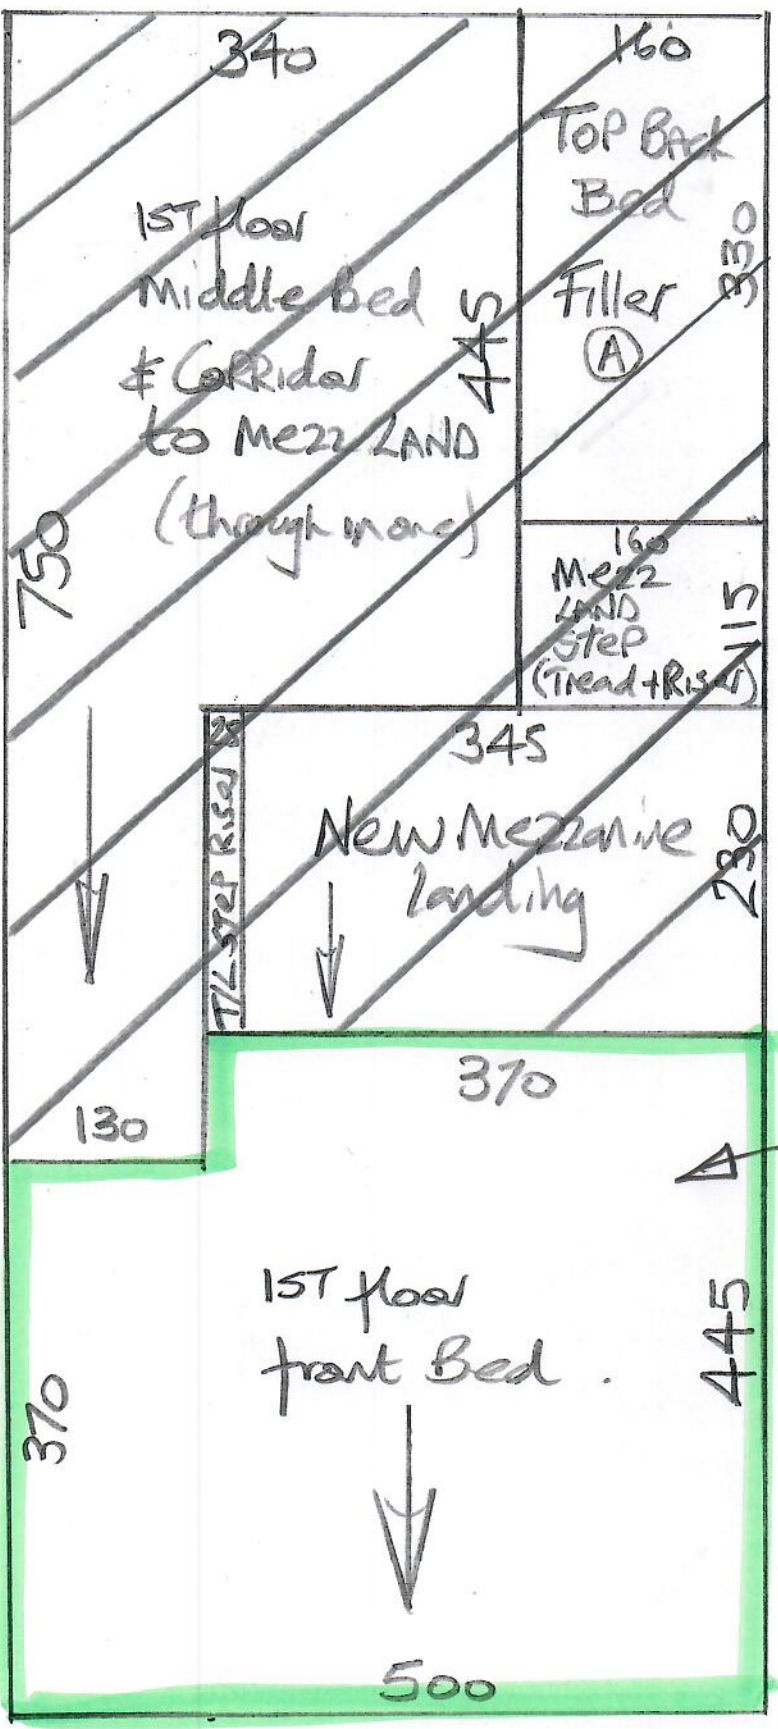 340
160
Top Back
Bed
Filler
A
330
1ST floor
Middle Bed
& CORRidor
to Mezz LAND
(through in one)
445
750
160
Mezz
LAND
Step
(Tread + Riser)
115
T/L STEP RISER 25
345
New Mezzanine
Landing
230
130
370
1ST floor
front Bed .
445
370
500